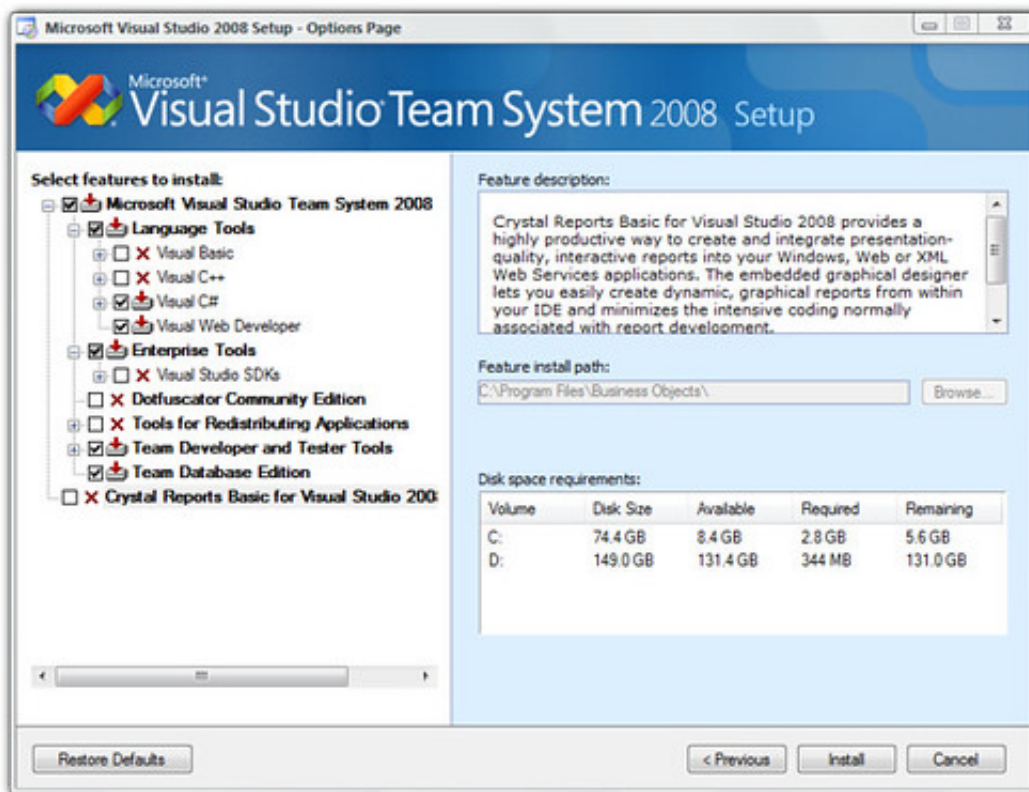 Microsoft Visual Studio 2008 Setup - Options Page
Microsoft®
Visual Studio Team System 2008 Setup
Select features to install:
Microsoft Visual Studio Team System 2008
Language Tools
Visual Basic
Visual C++
Visual C#
Visual Web Developer
Enterprise Tools
Visual Studio SDKs
Dotfuscator Community Edition
Tools for Redistributing Applications
Team Developer and Tester Tools
Team Database Edition
Crystal Reports Basic for Visual Studio 200
Feature description:
Crystal Reports Basic for Visual Studio 2008 provides a
highly productive way to create and integrate presentation-
quality, interactive reports into your Windows, Web or XML
Web Services applications. The embedded graphical designer
lets you easily create dynamic, graphical reports from within
your IDE and minimizes the intensive coding normally
associated with report development.
Feature install path:
C:\Program Files\Business Objects\
Browse...
Disk space requirements:
Volume Disk Size Available Required Remaining
C: 74.4 GB 8.4 GB 2.8 GB 5.6 GB
D: 149.0 GB 131.4 GB 344 MB 131.0 GB
Restore Defaults
< Previous
Install
Cancel